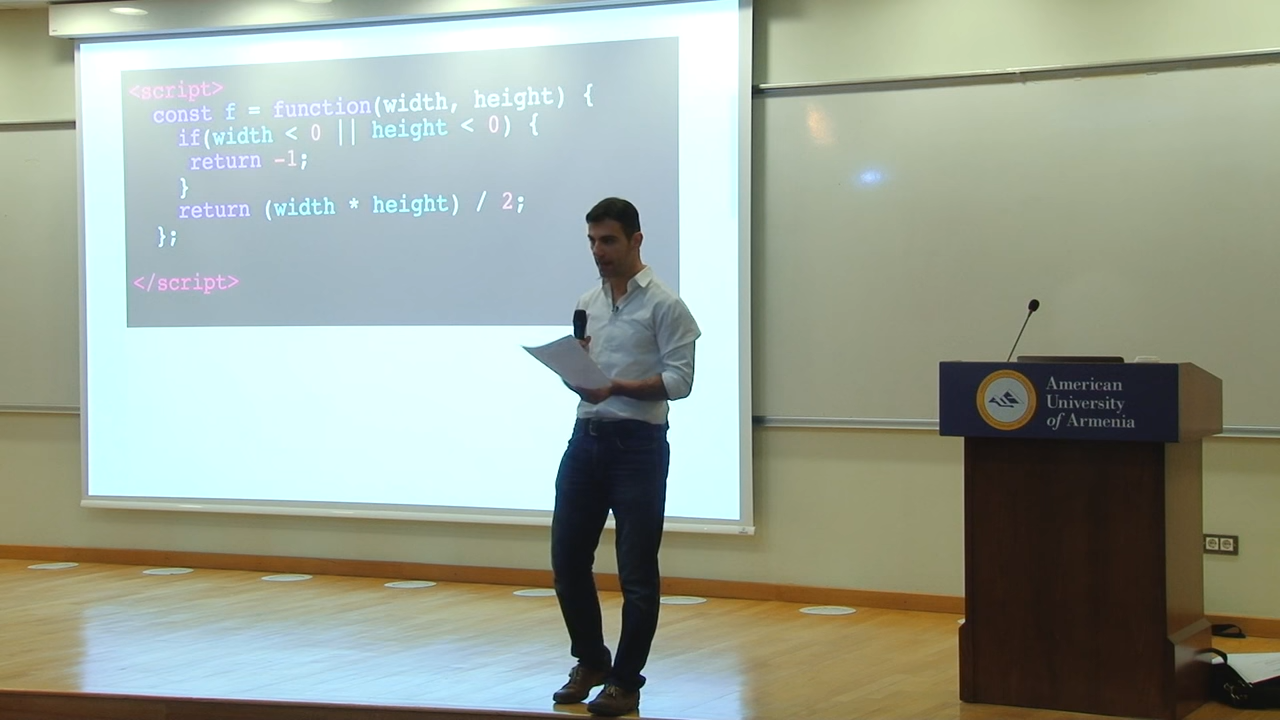 <script>
const f = function(width, height) {
if(width < 0 || height < 0) {
return -1;
}
return (width * height) / 2;
};
</script>
American
University
of Armenia